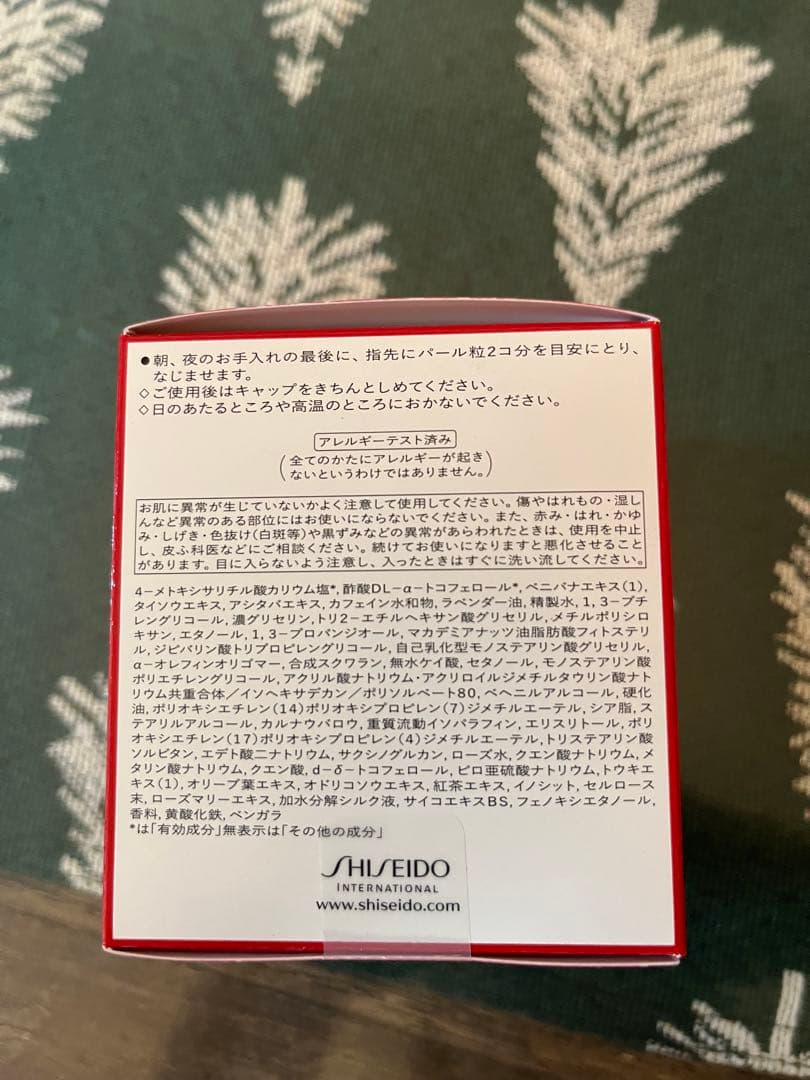 ●朝、夜のお手入れの最後に、指先にパール粒2コ分を目安にとり、
なじませます。
◇ご使用後はキャップをきちんとしめてください。
◇日のあたるところや高温のところにおかないでください。
アレルギーテスト済み
(全てのかたにアレルギーが起き
ないというわけではありません。)
お肌に異常が生じていないかよく注意して使用してください。傷やはれもの・湿し
んなど異常のある部位にはお使いにならないでください。また、赤み・はれ・かゆ
み・しげき・色抜け(白斑等)や黒ずみなどの異常があらわれたときは、使用を中止
し、皮ふ科医などにご相談ください。続けてお使いになりますと悪化させること
があります。目に入らないよう注意し、入ったときはすぐに洗い流してください。
4-メトキシサリチル酸カリウム塩*, 酢酸DL-α-トコフェロール*, ベニバナエキス(1),
タイソウエキス, アシタバエキス, カフェイン水和物, ラベンダー油, 精製水, 1, 3-ブチ
レングリコール, 濃グリセリン, トリ2-エチルヘキサン酸グリセリル, メチルポリシロ
キサン, エタノール, 1, 3-プロパンジオール, マカデミアナッツ油脂肪酸フィトステリ
ル, ジピバリン酸トリプロピレングリコール, 自己乳化型モノステアリン酸グリセリル,
α-オレフィンオリゴマー, 合成スクワラン, 無水ケイ酸, セタノール, モノステアリン酸
ポリエチレングリコール, アクリル酸ナトリウム・アクリロイルジメチルタウリン酸ナト
リウム共重合体/イソヘキサデカン/ポリソルベート80, ベヘニルアルコール, 硬化
油, ポリオキシエチレン(14)ポリオキシプロピレン(7)ジメチルエーテル, シア脂, ス
テアリルアルコール, カルナウバロウ, 重質流動イソパラフィン, エリスリトール, ポリ
オキシエチレン(17)ポリオキシプロピレン(4)ジメチルエーテル, トリステアリン酸
ソルビタン, エデト酸二ナトリウム, サクシノグルカン, ローズ水, クエン酸ナトリウム, メ
タリン酸ナトリウム, クエン酸, d-δ-トコフェロール, ピロ亜硫酸ナトリウム, トウキエ
キス(1), オリーブ葉エキス, オドリコソウエキス, 紅茶エキス, イノシット, セルロース
末, ローズマリーエキス, 加水分解シルク液, サイコエキスBS, フェノキシエタノール,
香料, 黄酸化鉄, ベンガラ
*は「有効成分」無表示は「その他の成分」
SHISEIDO
INTERNATIONAL
www.shiseido.com